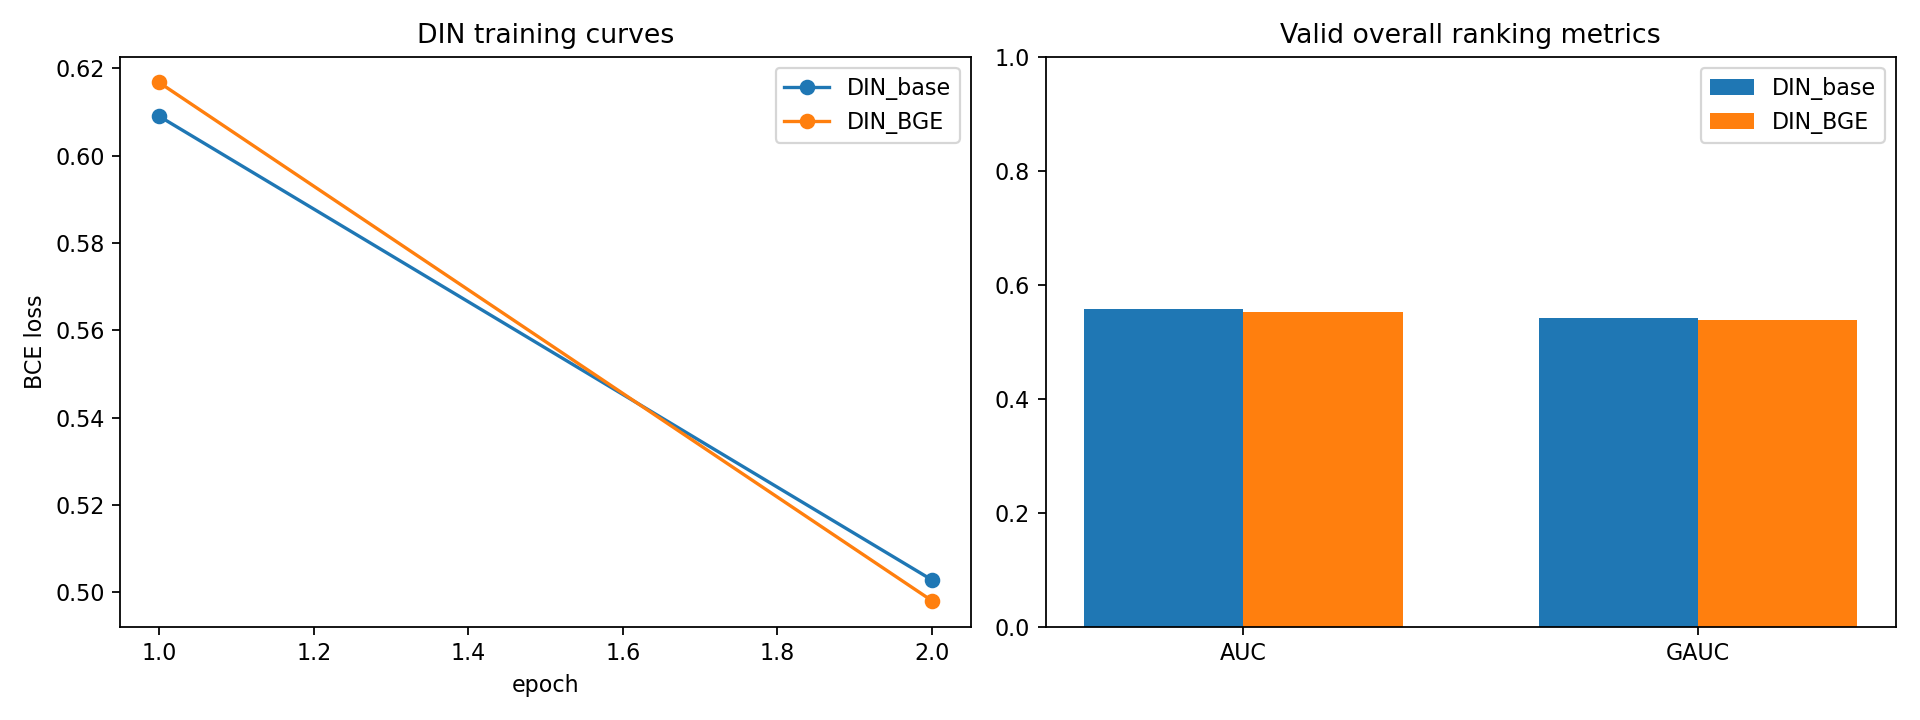 DIN training curves
0.62
0.60
0.58
0.56
0.54
0.52
0.50
BCE loss
1.0 1.2 1.4 1.6 1.8 2.0
epoch
DIN_base
DIN_BGE
Valid overall ranking metrics
1.0
0.8
0.6
0.4
0.2
0.0
AUC GAUC
DIN_base
DIN_BGE